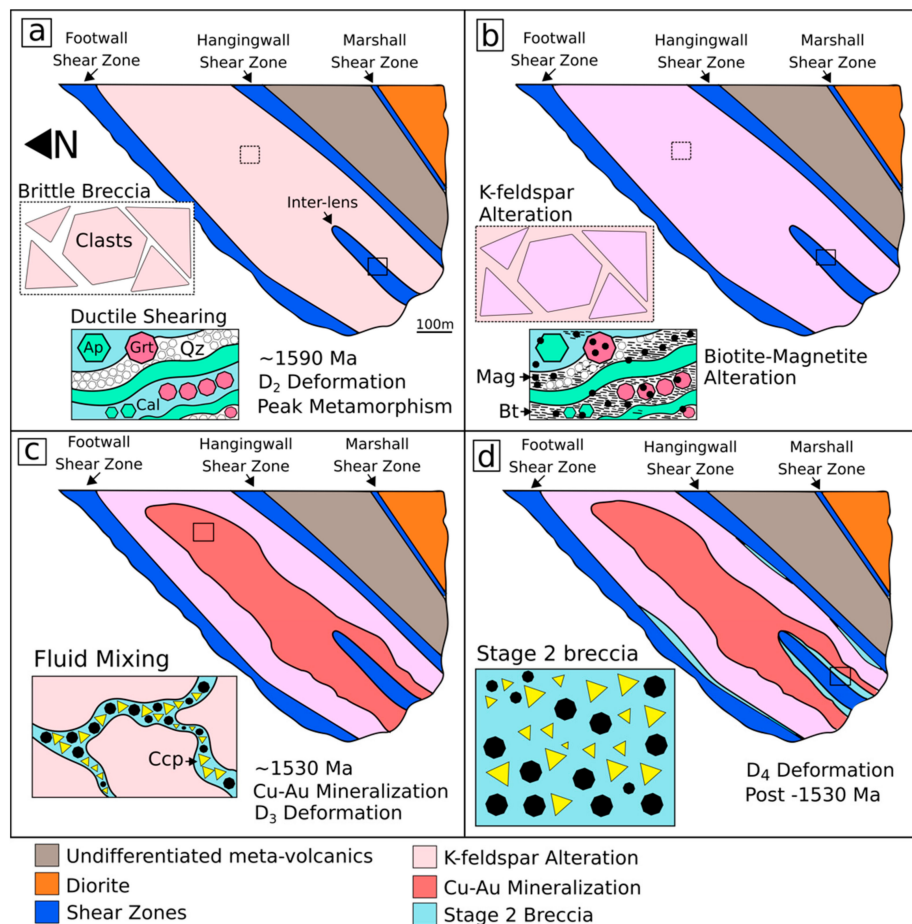 a
Footwall
Shear Zone
Hangingwall
Shear Zone
Marshall
Shear Zone
N
Brittle Breccia
Clasts
Inter-lens
100m
Ductile Shearing
Ap
Grt
Qz
Cal
~1590 Ma
D₂ Deformation
Peak Metamorphism
b
Footwall
Shear Zone
Hangingwall
Shear Zone
Marshall
Shear Zone
K-feldspar
Alteration
Mag
Bt
Biotite-Magnetite
Alteration
c
Footwall
Shear Zone
Hangingwall
Shear Zone
Marshall
Shear Zone
Fluid Mixing
Ccp
~1530 Ma
Cu-Au Mineralization
D₃ Deformation
d
Footwall
Shear Zone
Hangingwall
Shear Zone
Marshall
Shear Zone
Stage 2 breccia
D₄ Deformation
Post -1530 Ma
Undifferentiated meta-volcanics
Diorite
Shear Zones
K-feldspar Alteration
Cu-Au Mineralization
Stage 2 Breccia